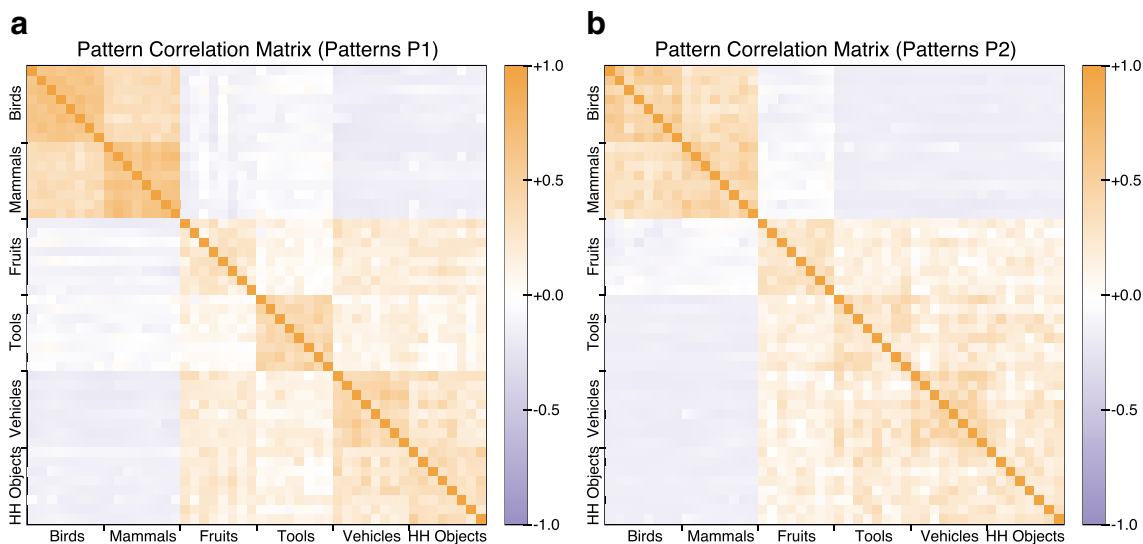 a
Pattern Correlation Matrix (Patterns P1)
Birds
Mammals
Fruits
Tools
Vehicles
HH Objects
Birds Mammals Fruits Tools Vehicles HH Objects
+1.0
+0.5
+0.0
-0.5
-1.0
b
Pattern Correlation Matrix (Patterns P2)
Birds
Mammals
Fruits
Tools
Vehicles
HH Objects
Birds Mammals Fruits Tools Vehicles HH Objects
+1.0
+0.5
+0.0
-0.5
-1.0